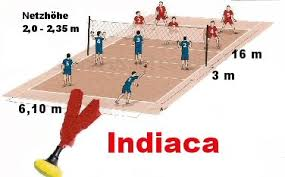 Netzhöhe
2,0 - 2,35 m
16 m
3 m
6,10 m
Indiaca